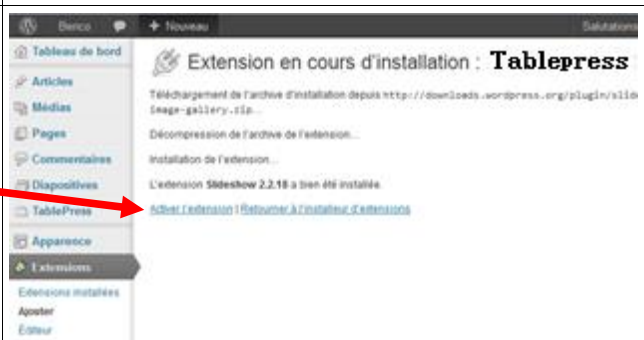 Berco + Nouveau Salutations
Tableau de bord
Articles
Médias
Pages
Commentaires
Diapositives
TablePress
Apparence
Extensions
Extensions installées
Ajouter
Éditeur
Extension en cours d'installation : Tablepress
Téléchargement de l'archive d'installation depuis http://downloads.wordpress.org/plugin/slide
image-gallery.zip…
Décompression de l'archive de l'extension…
Installation de l'extension…
L'extension Slideshow 2.2.18 a bien été installée.
Activer l'extension | Retourner à l'installeur d'extensions